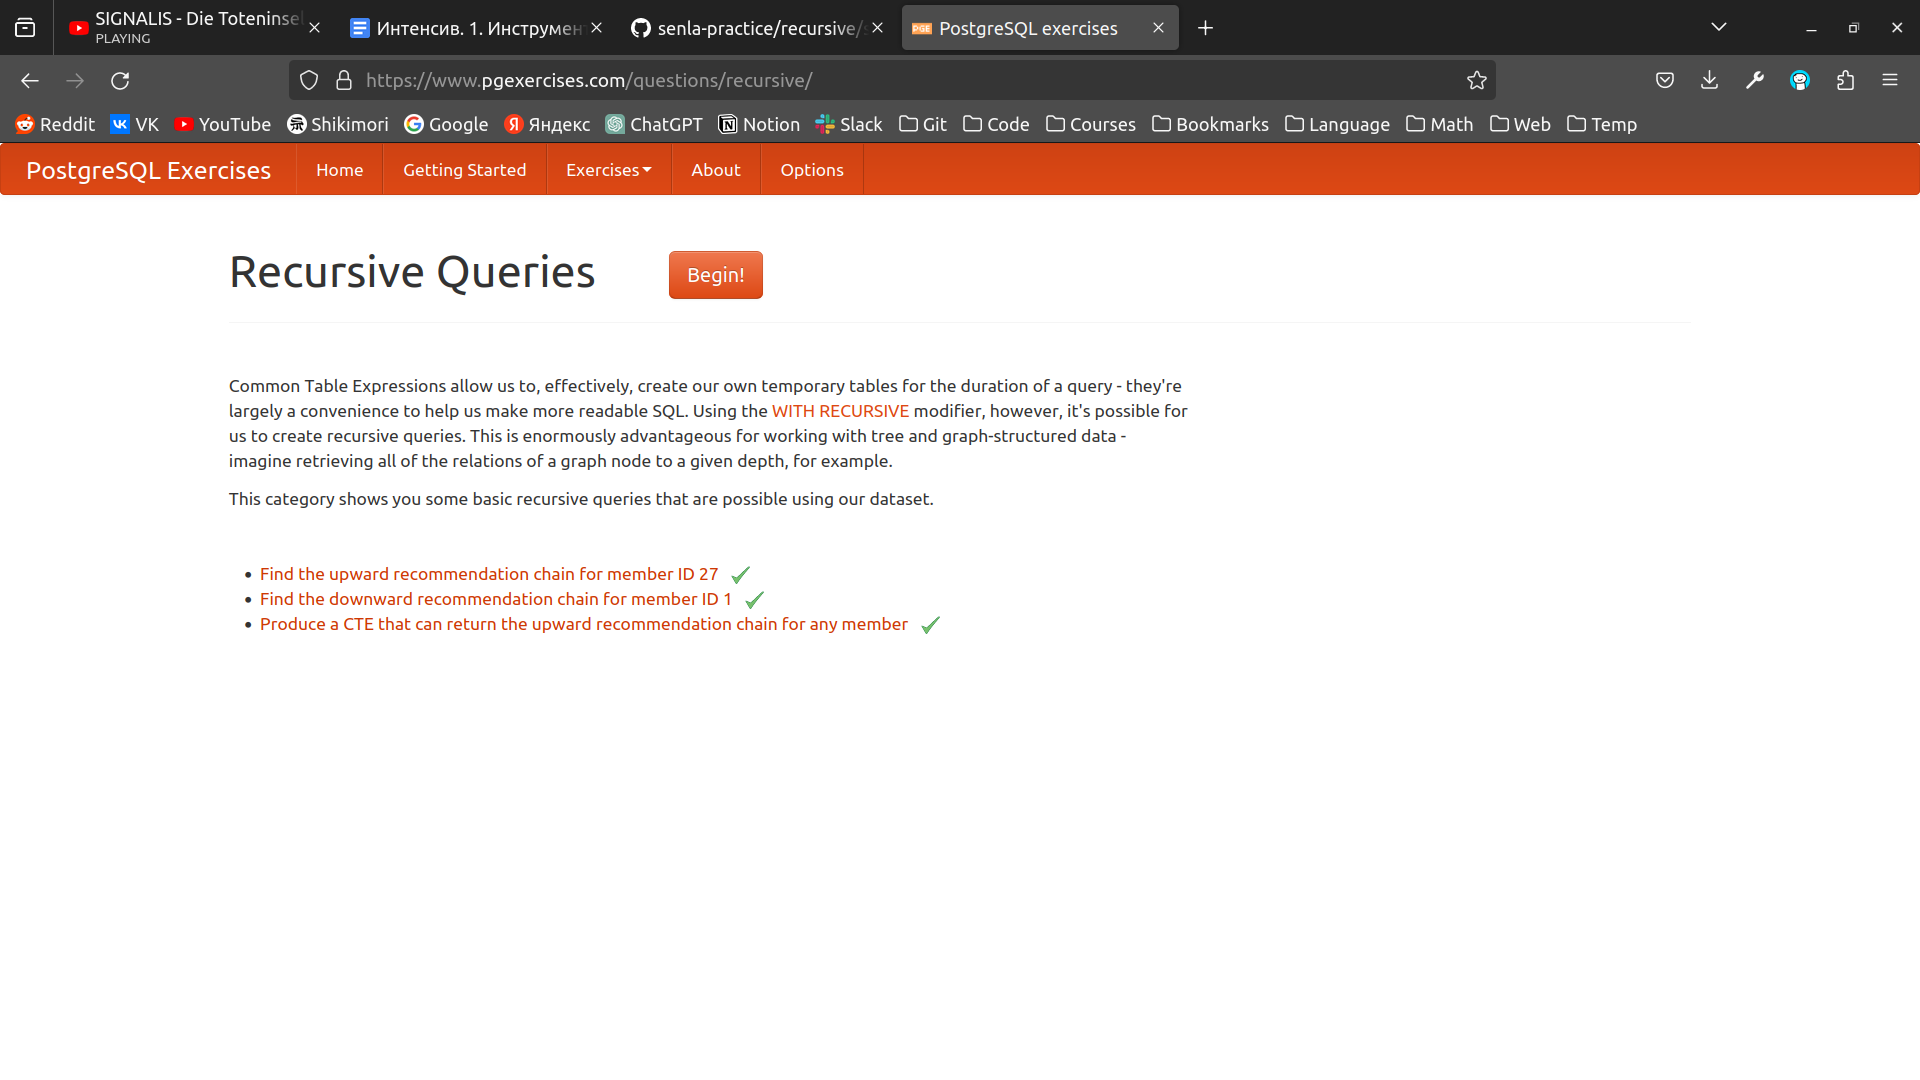 SIGNALIS - Die Toteninsel
PLAYING
Интенсив. 1. Инструмен
senla-practice/recursive/
PostgreSQL exercises
https://www.pgexercises.com/questions/recursive/
Reddit VK YouTube Shikimori Google Яндекс ChatGPT Notion Slack Git Code Courses Bookmarks Language Math Web Temp
PostgreSQL Exercises Home Getting Started Exercises About Options
Recursive Queries Begin!
Common Table Expressions allow us to, effectively, create our own temporary tables for the duration of a query - they're
largely a convenience to help us make more readable SQL. Using the WITH RECURSIVE modifier, however, it's possible for
us to create recursive queries. This is enormously advantageous for working with tree and graph-structured data -
imagine retrieving all of the relations of a graph node to a given depth, for example.
This category shows you some basic recursive queries that are possible using our dataset.
• Find the upward recommendation chain for member ID 27
• Find the downward recommendation chain for member ID 1
• Produce a CTE that can return the upward recommendation chain for any member